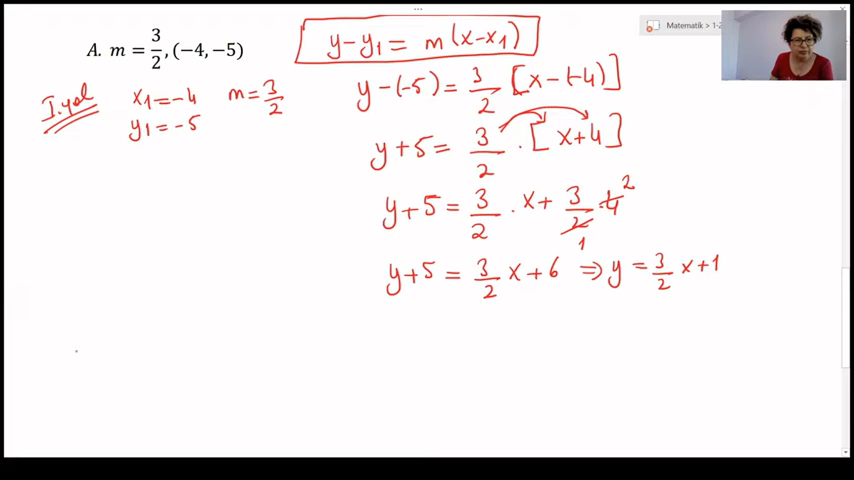 A. m = 3/2, (−4, −5)
y−y₁ = m(x−x₁)
I.yol
x₁ = −4 m = 3/2
y₁ = −5
y−(−5) = 3/2 [x−(−4)]
y+5 = 3/2 · [x+4]
y+5 = 3/2 · x + 3/2 · 4 2
1
y+5 = 3/2 x+6 ⇒ y = 3/2 x+1
Matematik > 1-2